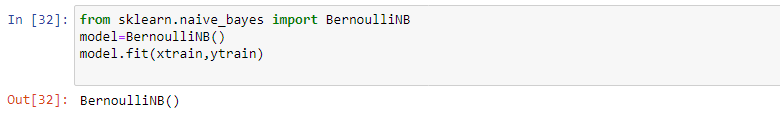 In [32]: from sklearn.naive_bayes import BernoulliNB
model=BernoulliNB()
model.fit(xtrain,ytrain)
Out[32]: BernoulliNB()